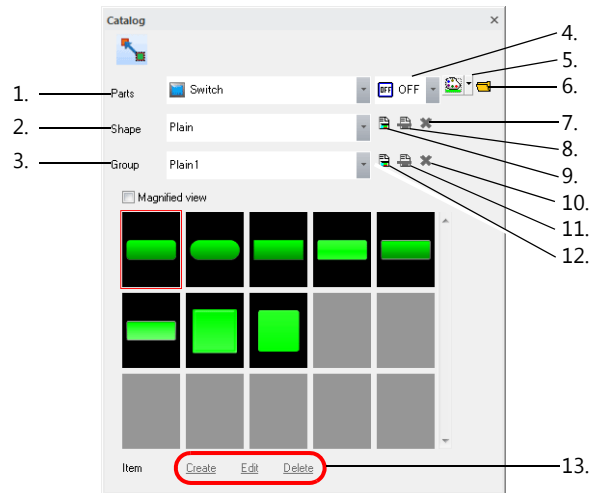 Catalog
4.
5.
1. Parts Switch OFF OFF 6.
2. Shape Plain 7.
8.
3. Group Plain1 9.
10.
11.
12.
Magnified view
Item Create Edit Delete 13.